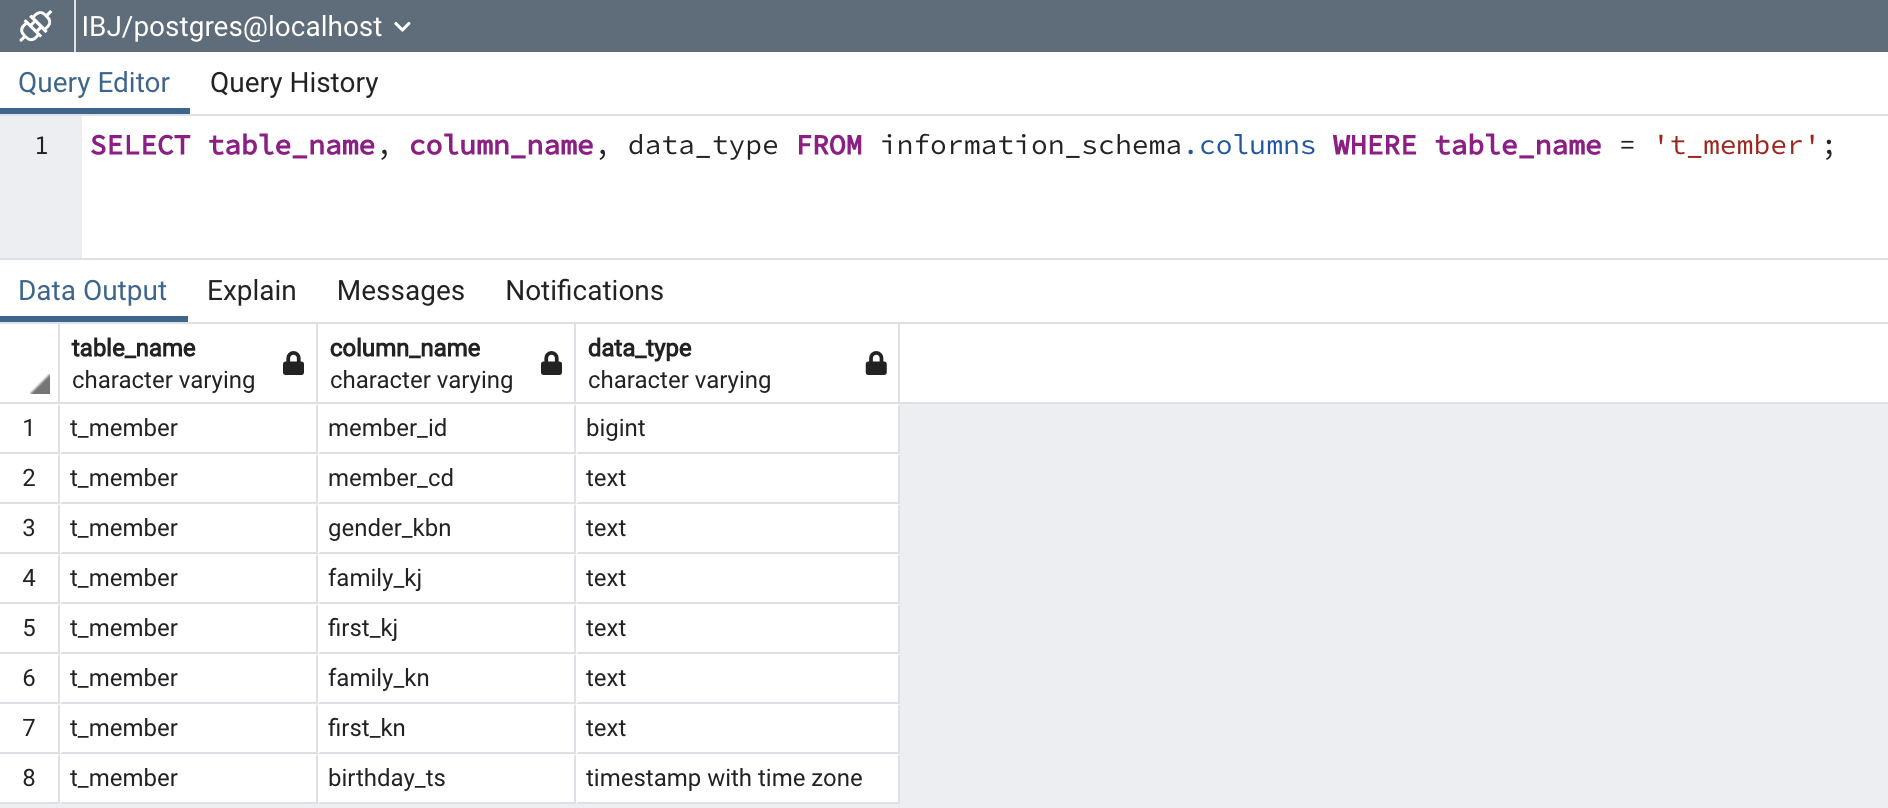 IBJ/postgres@localhost
Query Editor Query History
1 SELECT table_name, column_name, data_type FROM information_schema.columns WHERE table_name = 't_member';
Data Output Explain Messages Notifications
table_name column_name data_type
character varying character varying character varying
1 t_member member_id bigint
2 t_member member_cd text
3 t_member gender_kbn text
4 t_member family_kj text
5 t_member first_kj text
6 t_member family_kn text
7 t_member first_kn text
8 t_member birthday_ts timestamp with time zone